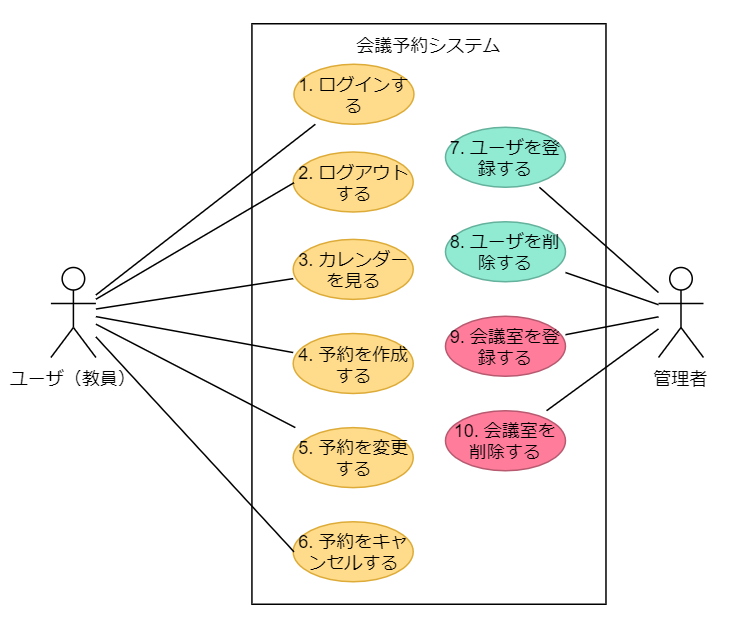 会議予約システム
1. ログインす
る
2. ログアウト
する
3. カレンダー
を見る
4. 予約を作成
する
5. 予約を変更
する
6. 予約をキャ
ンセルする
7. ユーザを登
録する
8. ユーザを削
除する
9. 会議室を登
録する
10. 会議室を
削除する
ユーザ（教員）
管理者